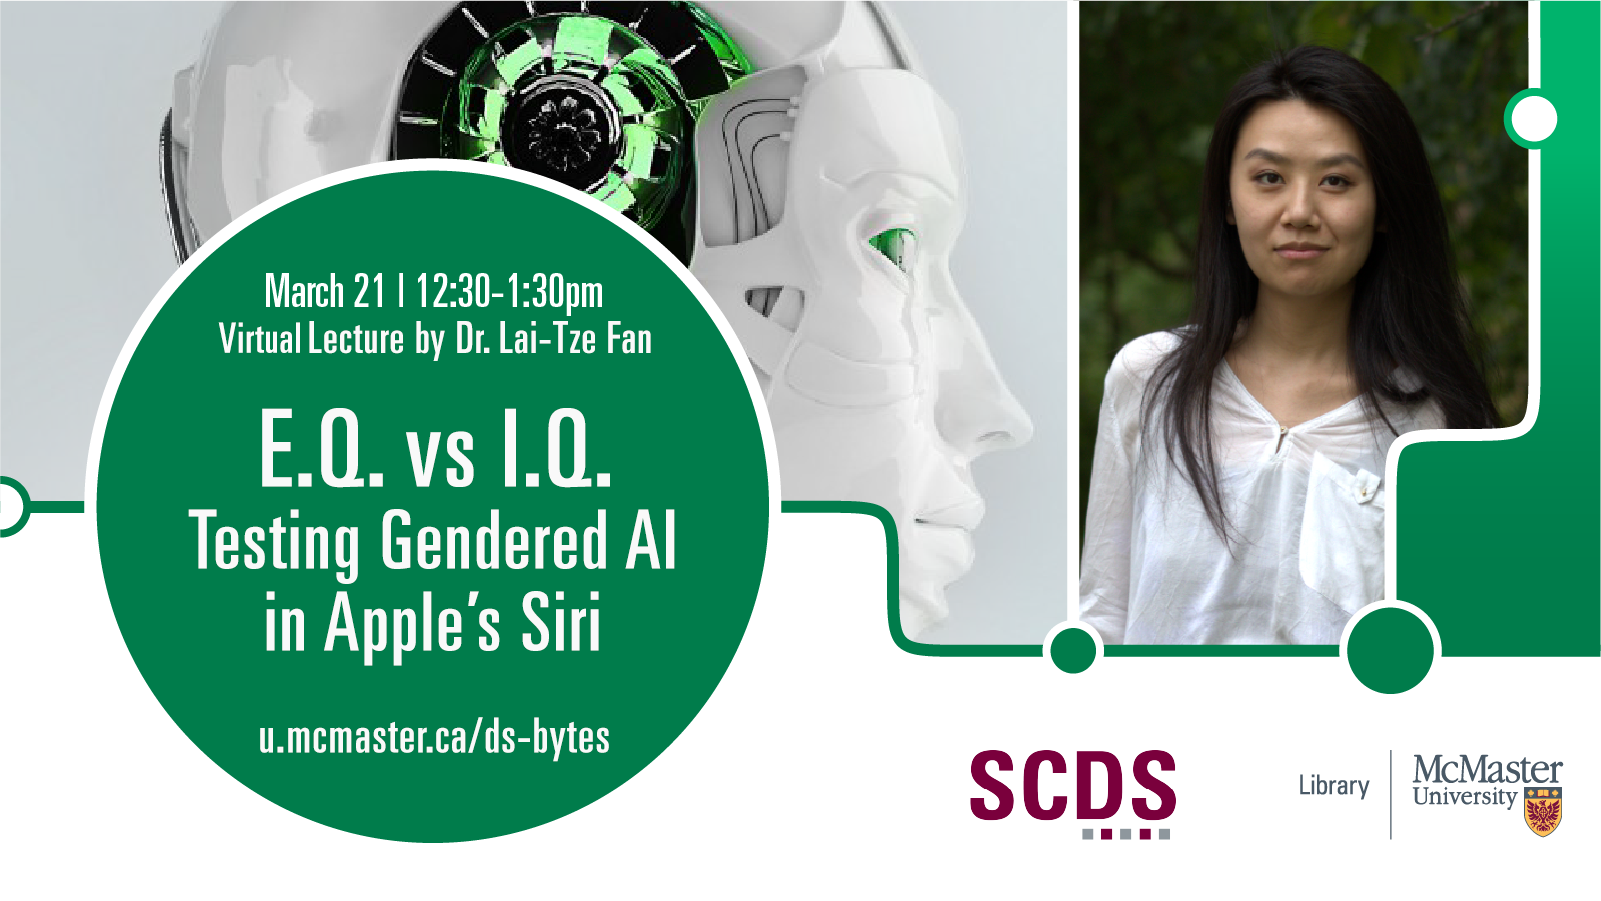 March 21 | 12:30-1:30pm
Virtual Lecture by Dr. Lai-Tze Fan
E.Q. vs I.Q.
Testing Gendered AI
in Apple’s Siri
u.mcmaster.ca/ds-bytes
SCDS
Library
McMaster
University